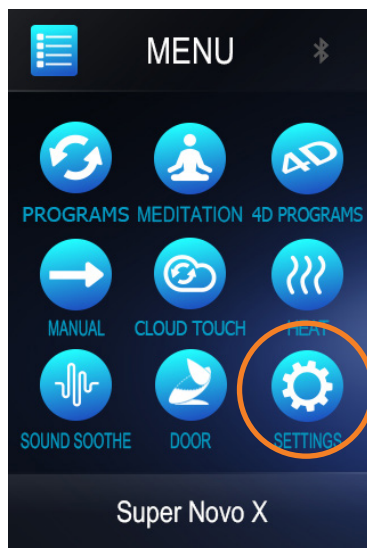 MENU
PROGRAMS MEDITATION 4D PROGRAMS
4D
MANUAL CLOUD TOUCH HEAT
SOUND SOOTHE DOOR SETTINGS
Super Novo X